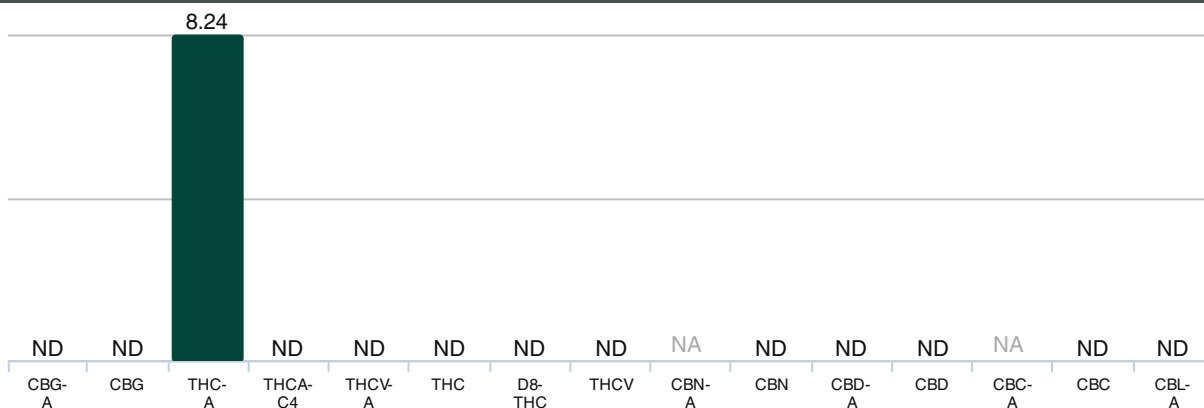 8.24
ND ND ND ND ND ND ND NA ND ND ND NA ND ND
CBG-A CBG THC-A THCA-C4 THCV-A THC D8-THC THCV CBN-A CBN CBD-A CBD CBC-A CBC CBL-A